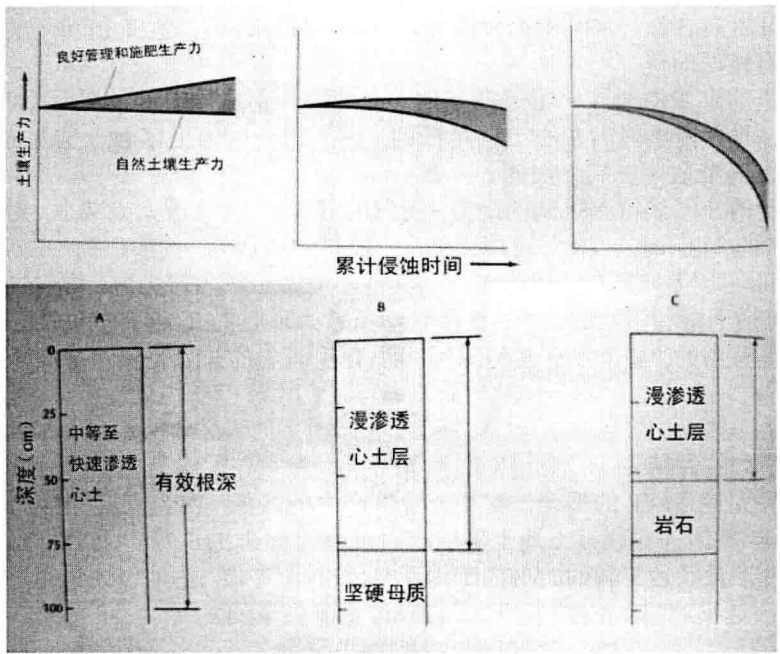 良好管理和施肥生产力
土壤生产力
自然土壤生产力
累计侵蚀时间
A
B
C
深度(cm)
0
25
50
75
100
中等至
快速渗透
心土
有效根深
漫渗透
心土层
坚硬母质
漫渗透
心土层
岩石